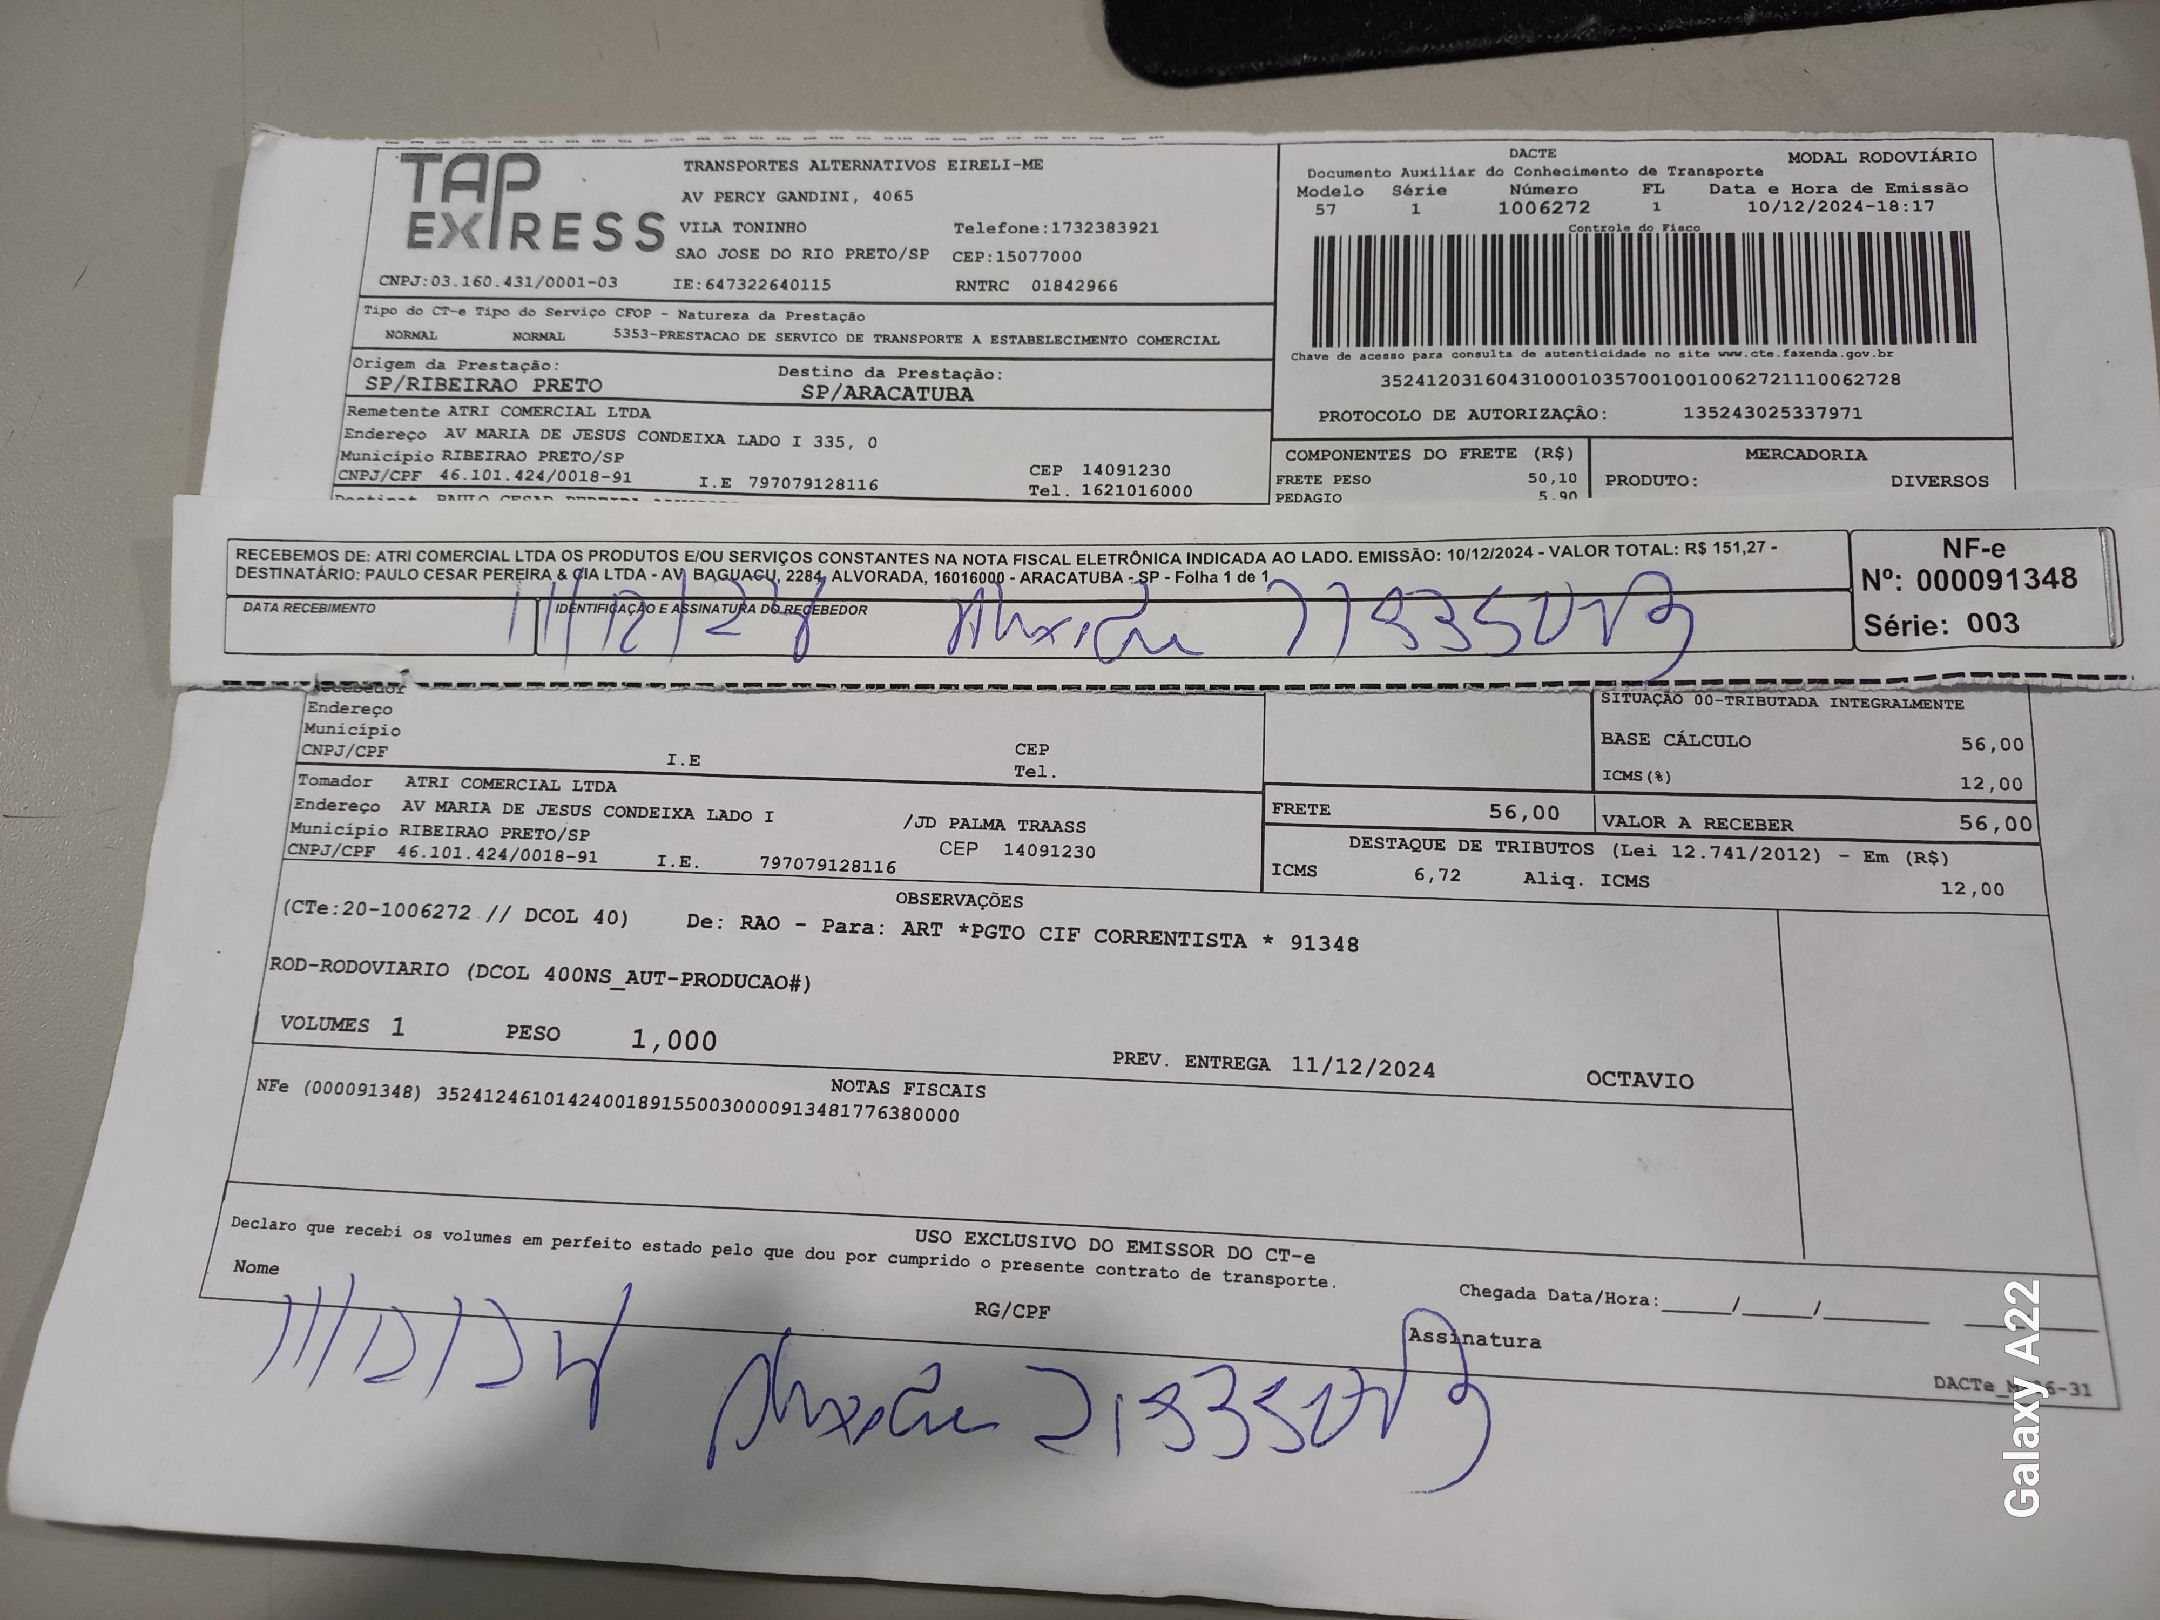 TAP EXPRESS
TRANSPORTES ALTERNATIVOS EIRELI-ME
AV PERCY GANDINI, 4065
VILA TONINHO Telefone:1732383921
SAO JOSE DO RIO PRETO/SP CEP:15077000
CNPJ:03.160.431/0001-03 IE:647322640115 RNTRC 01842966
DACTE MODAL RODOVIÁRIO
Documento Auxiliar do Conhecimento de Transporte
Modelo Série Número FL Data e Hora de Emissão
57 1 1006272 1 10/12/2024-18:17
Controle do Fisco
Chave de acesso para consulta de autenticidade no site www.cte.fazenda.gov.br
35241203160431000103570010010062721110062728
PROTOCOLO DE AUTORIZAÇÃO: 135243025337971
Tipo do CT-e Tipo do Serviço CFOP - Natureza da Prestação
NORMAL NORMAL 5353-PRESTACAO DE SERVICO DE TRANSPORTE A ESTABELECIMENTO COMERCIAL
Origem da Prestação: Destino da Prestação:
SP/RIBEIRAO PRETO SP/ARACATUBA
Remetente ATRI COMERCIAL LTDA
Endereço AV MARIA DE JESUS CONDEIXA LADO I 335, 0
Município RIBEIRAO PRETO/SP CEP 14091230
CNPJ/CPF 46.101.424/0018-91 I.E 797079128116 Tel. 1621016000
COMPONENTES DO FRETE (R$) MERCADORIA
FRETE PESO 50,10 PRODUTO: DIVERSOS
PEDAGIO 5,90
RECEBEMOS DE: ATRI COMERCIAL LTDA OS PRODUTOS E/OU SERVIÇOS CONSTANTES NA NOTA FISCAL ELETRÔNICA INDICADA AO LADO. EMISSÃO: 10/12/2024 - VALOR TOTAL: R$ 151,27 -
DESTINATÁRIO: PAULO CESAR PEREIRA & CIA LTDA - AV BAGUACU, 2284, ALVORADA, 16016000 - ARACATUBA - SP - Folha 1 de 1
DATA RECEBIMENTO IDENTIFICAÇÃO E ASSINATURA DO RECEBEDOR
11/12/24
NF-e
Nº: 000091348
Série: 003
Recebedor
Endereço
Município
CNPJ/CPF I.E CEP
Tel.
SITUAÇÃO 00-TRIBUTADA INTEGRALMENTE
BASE CÁLCULO 56,00
ICMS(%) 12,00
Tomador ATRI COMERCIAL LTDA
Endereço AV MARIA DE JESUS CONDEIXA LADO I /JD PALMA TRAASS
Município RIBEIRAO PRETO/SP CEP 14091230
CNPJ/CPF 46.101.424/0018-91 I.E. 797079128116
FRETE 56,00 VALOR A RECEBER 56,00
DESTAQUE DE TRIBUTOS (Lei 12.741/2012) - Em (R$)
ICMS 6,72 Aliq. ICMS 12,00
OBSERVAÇÕES
(CTe:20-1006272 // DCOL 40) De: RAO - Para: ART *PGTO CIF CORRENTISTA * 91348
ROD-RODOVIARIO (DCOL 400NS_AUT-PRODUCAO#)
VOLUMES 1 PESO 1,000 PREV. ENTREGA 11/12/2024 OCTAVIO
NOTAS FISCAIS
NFe (000091348) 35241246101424001891550030000913481776380000
USO EXCLUSIVO DO EMISSOR DO CT-e
Declaro que recebi os volumes em perfeito estado pelo que dou por cumprido o presente contrato de transporte.
Nome RG/CPF Chegada Data/Hora:____/____/______
Assinatura
11/12/24
Galaxy A22